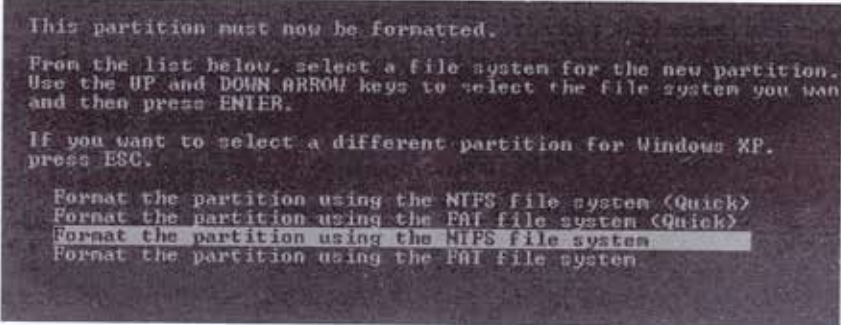 This partition must now be formatted.
From the list below, select a file system for the new partition.
Use the UP and DOWN ARROW keys to select the file system you wan
and then press ENTER.
If you want to select a different partition for Windows XP,
press ESC.
Format the partition using the NTFS file system (Quick)
Format the partition using the FAT file system (Quick)
Format the partition using the NTFS file system
Format the partition using the FAT file system